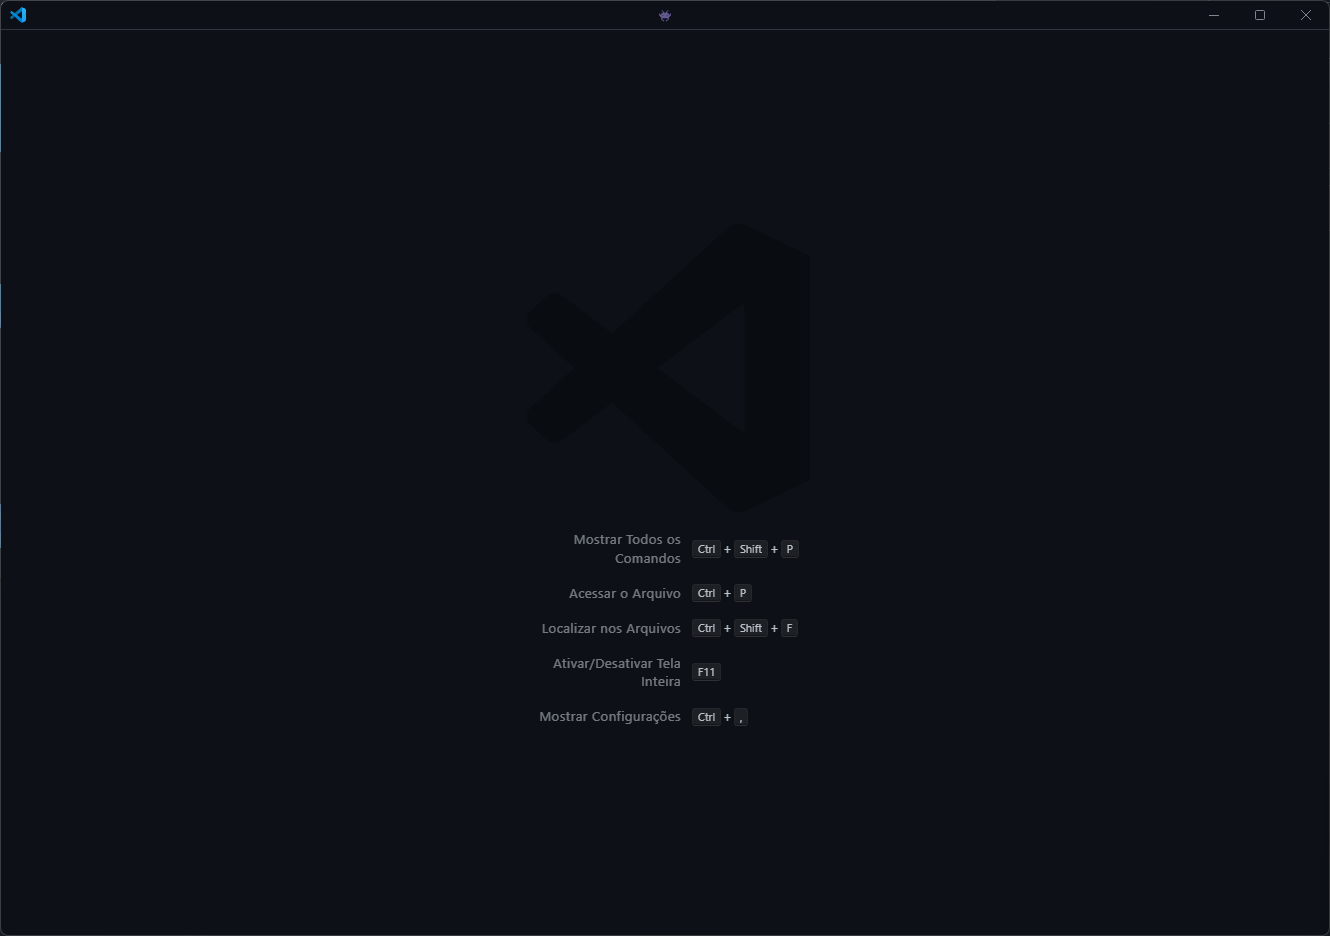 Mostrar Todos os
Comandos Ctrl + Shift + P
Acessar o Arquivo Ctrl + P
Localizar nos Arquivos Ctrl + Shift + F
Ativar/Desativar Tela
Inteira F11
Mostrar Configurações Ctrl + ,